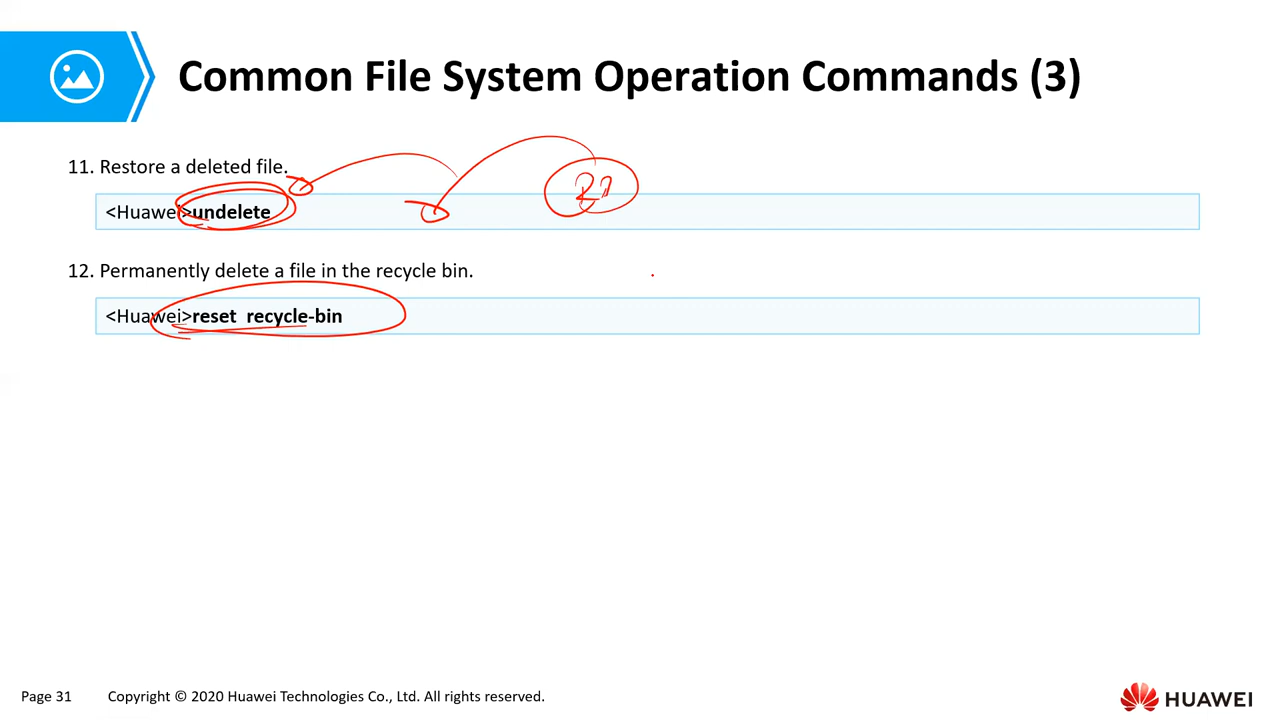 Common File System Operation Commands (3)
11. Restore a deleted file.
<Huawei>undelete
12. Permanently delete a file in the recycle bin.
<Huawei>reset  recycle-bin
Page 31
Copyright © 2020 Huawei Technologies Co., Ltd. All rights reserved.
HUAWEI